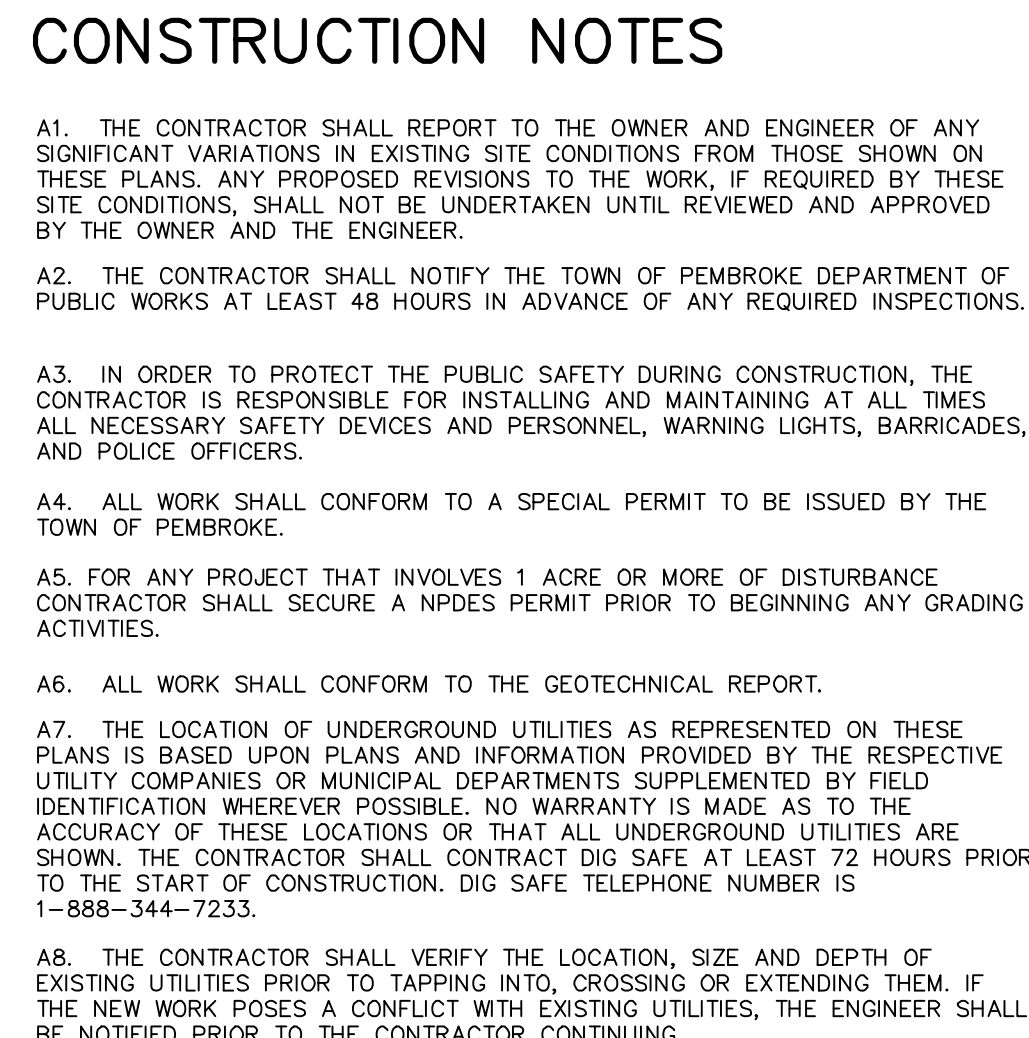 CONSTRUCTION NOTES
A1. THE CONTRACTOR SHALL REPORT TO THE OWNER AND ENGINEER OF ANY
SIGNIFICANT VARIATIONS IN EXISTING SITE CONDITIONS FROM THOSE SHOWN ON
THESE PLANS. ANY PROPOSED REVISIONS TO THE WORK, IF REQUIRED BY THESE
SITE CONDITIONS, SHALL NOT BE UNDERTAKEN UNTIL REVIEWED AND APPROVED
BY THE OWNER AND THE ENGINEER.
A2. THE CONTRACTOR SHALL NOTIFY THE TOWN OF PEMBROKE DEPARTMENT OF
PUBLIC WORKS AT LEAST 48 HOURS IN ADVANCE OF ANY REQUIRED INSPECTIONS.
A3. IN ORDER TO PROTECT THE PUBLIC SAFETY DURING CONSTRUCTION, THE
CONTRACTOR IS RESPONSIBLE FOR INSTALLING AND MAINTAINING AT ALL TIMES
ALL NECESSARY SAFETY DEVICES AND PERSONNEL, WARNING LIGHTS, BARRICADES,
AND POLICE OFFICERS.
A4. ALL WORK SHALL CONFORM TO A SPECIAL PERMIT TO BE ISSUED BY THE
TOWN OF PEMBROKE.
A5. FOR ANY PROJECT THAT INVOLVES 1 ACRE OR MORE OF DISTURBANCE
CONTRACTOR SHALL SECURE A NPDES PERMIT PRIOR TO BEGINNING ANY GRADING
ACTIVITIES.
A6. ALL WORK SHALL CONFORM TO THE GEOTECHNICAL REPORT.
A7. THE LOCATION OF UNDERGROUND UTILITIES AS REPRESENTED ON THESE
PLANS IS BASED UPON PLANS AND INFORMATION PROVIDED BY THE RESPECTIVE
UTILITY COMPANIES OR MUNICIPAL DEPARTMENTS SUPPLEMENTED BY FIELD
IDENTIFICATION WHEREVER POSSIBLE. NO WARRANTY IS MADE AS TO THE
ACCURACY OF THESE LOCATIONS OR THAT ALL UNDERGROUND UTILITIES ARE
SHOWN. THE CONTRACTOR SHALL CONTRACT DIG SAFE AT LEAST 72 HOURS PRIOR
TO THE START OF CONSTRUCTION. DIG SAFE TELEPHONE NUMBER IS
1-888-344-7233.
A8. THE CONTRACTOR SHALL VERIFY THE LOCATION, SIZE AND DEPTH OF
EXISTING UTILITIES PRIOR TO TAPPING INTO, CROSSING OR EXTENDING THEM. IF
THE NEW WORK POSES A CONFLICT WITH EXISTING UTILITIES, THE ENGINEER SHALL
BE NOTIFIED PRIOR TO THE CONTRACTOR CONTINUING.